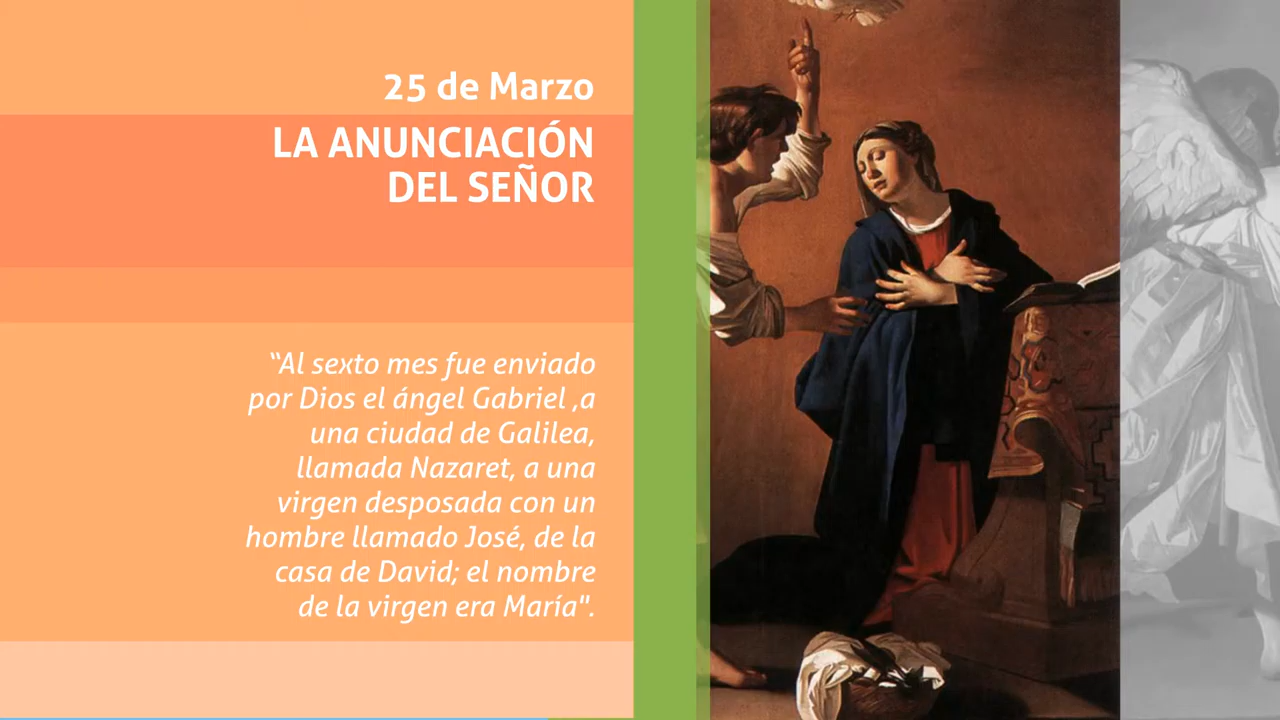 25 de Marzo
LA ANUNCIACIÓN
DEL SEÑOR
“Al sexto mes fue enviado
por Dios el ángel Gabriel ,a
una ciudad de Galilea,
llamada Nazaret, a una
virgen desposada con un
hombre llamado José, de la
casa de David; el nombre
de la virgen era María".